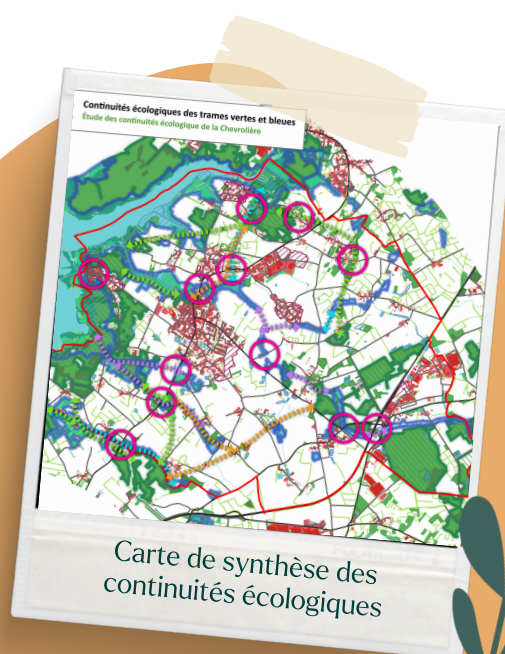 Continuités écologiques des trames vertes et bleues
Étude des continuités écologique de la Chevrolière
Carte de synthèse des
continuités écologiques